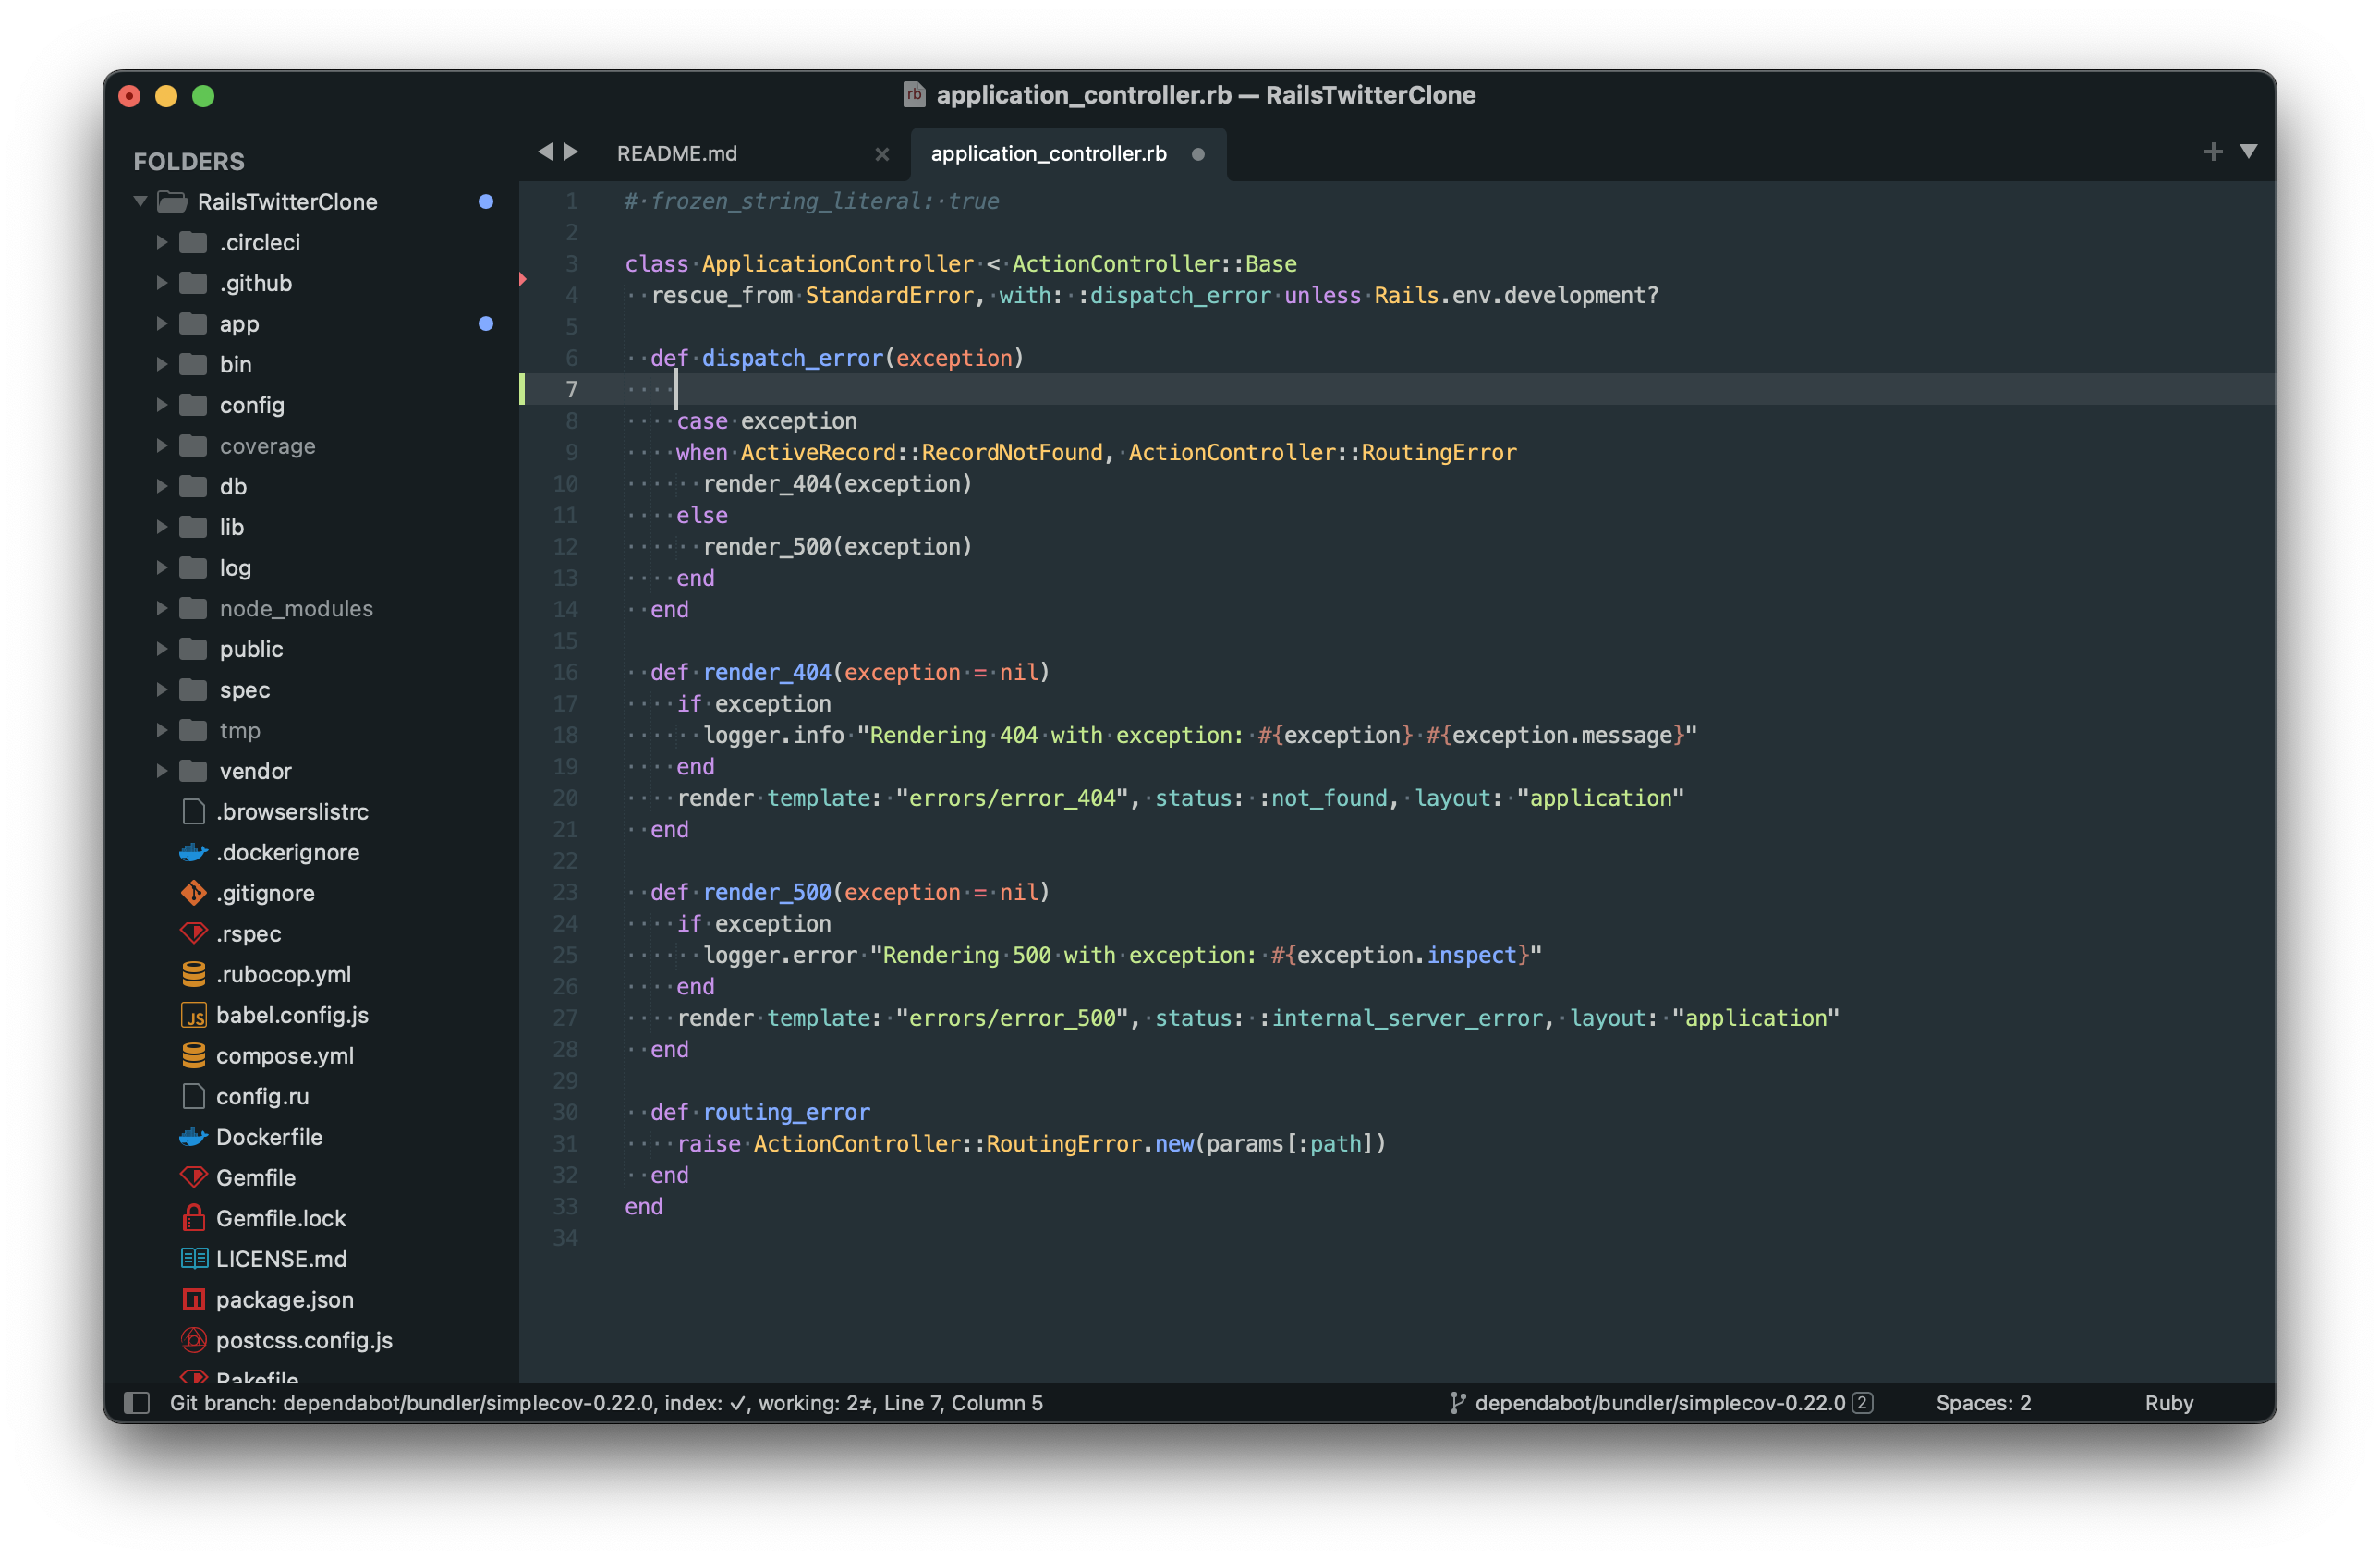 rb application_controller.rb — RailsTwitterClone
FOLDERS
RailsTwitterClone
.circleci
.github
app
bin
config
coverage
db
lib
log
node_modules
public
spec
tmp
vendor
.browserslistrc
.dockerignore
.gitignore
.rspec
.rubocop.yml
JS babel.config.js
compose.yml
config.ru
Dockerfile
Gemfile
Gemfile.lock
LICENSE.md
package.json
postcss.config.js
Rakefile
README.md
application_controller.rb
1 # frozen_string_literal: true
2
3 class ApplicationController < ActionController::Base
4   rescue_from StandardError, with: :dispatch_error unless Rails.env.development?
5
6   def dispatch_error(exception)
7
8     case exception
9     when ActiveRecord::RecordNotFound, ActionController::RoutingError
10       render_404(exception)
11     else
12       render_500(exception)
13     end
14   end
15
16   def render_404(exception = nil)
17     if exception
18       logger.info "Rendering 404 with exception: #{exception} #{exception.message}"
19     end
20     render template: "errors/error_404", status: :not_found, layout: "application"
21   end
22
23   def render_500(exception = nil)
24     if exception
25       logger.error "Rendering 500 with exception: #{exception.inspect}"
26     end
27     render template: "errors/error_500", status: :internal_server_error, layout: "application"
28   end
29
30   def routing_error
31     raise ActionController::RoutingError.new(params[:path])
32   end
33 end
34
Git branch: dependabot/bundler/simplecov-0.22.0, index: ✓, working: 2≠, Line 7, Column 5
dependabot/bundler/simplecov-0.22.0 2
Spaces: 2
Ruby